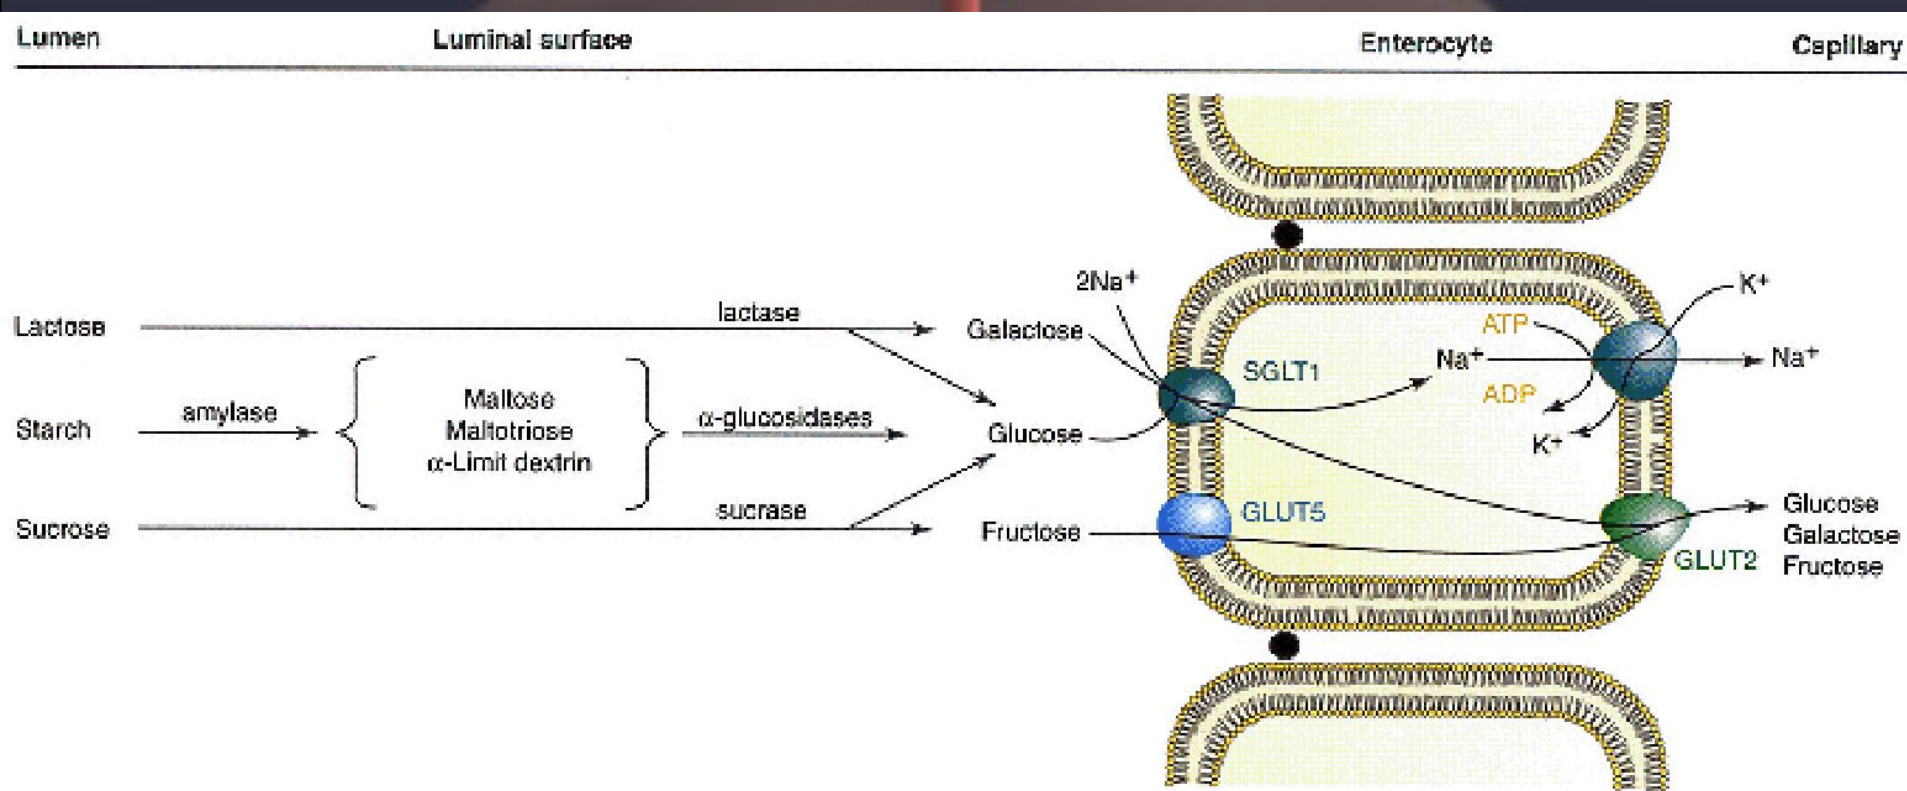 Lumen
Luminal surface
Enterocyte
Capillary
2Na⁺
K⁺
Lactose
lactase
Galactose
ATP
Na⁺
Na⁺
SGLT1
ADP
Maltose
Maltotriose
α-Limit dextrin
Starch
amylase
α-glucosidases
Glucose
K⁺
Sucrose
sucrase
Fructose
GLUT5
GLUT2
Glucose
Galactose
Fructose